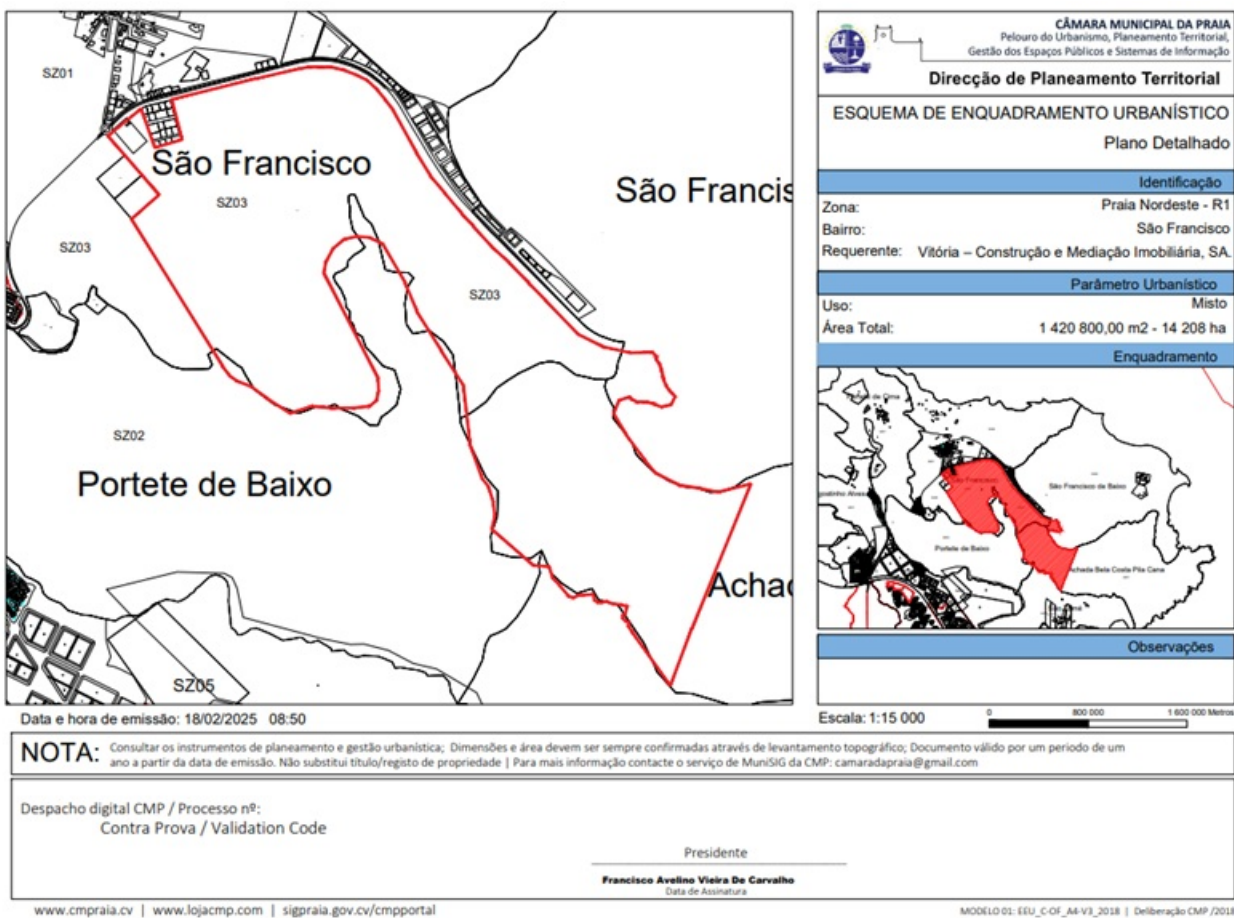 SZ01
São Francisco
SZ03
São Francis
SZ03
SZ03
SZ02
Portete de Baixo
Achad
SZ05
Data e hora de emissão: 18/02/2025 08:50
CÂMARA MUNICIPAL DA PRAIA
Pelouro do Urbanismo, Planeamento Territorial,
Gestão dos Espaços Públicos e Sistemas de Informação
Direcção de Planeamento Territorial
ESQUEMA DE ENQUADRAMENTO URBANÍSTICO
Plano Detalhado
Identificação
Zona: Praia Nordeste - R1
Bairro: São Francisco
Requerente: Vitória – Construção e Mediação Imobiliária, SA.
Parâmetro Urbanístico
Uso: Misto
Área Total: 1 420 800,00 m2 - 14 208 ha
Enquadramento
São Francisco
São Francisco de Baixo
Portete de Baixo
Achada Bela Costa Pita Cana
Observações
Escala: 1:15 000
0 800 000 1 600 000 Metros
NOTA: Consultar os instrumentos de planeamento e gestão urbanística; Dimensões e área devem ser sempre confirmadas através de levantamento topográfico; Documento válido por um periodo de um
ano a partir da data de emissão. Não substitui título/registo de propriedade | Para mais informação contacte o serviço de MuniSIG da CMP: camaradapraia@gmail.com
Despacho digital CMP / Processo nº:
Contra Prova / Validation Code
Presidente
Francisco Avelino Vieira De Carvalho
Data de Assinatura
www.cmpraia.cv | www.lojacmp.com | sigpraia.gov.cv/cmpportal
MODELO 01: EEU_C-OF_A4-V3_2018 | Deliberação CMP /2018